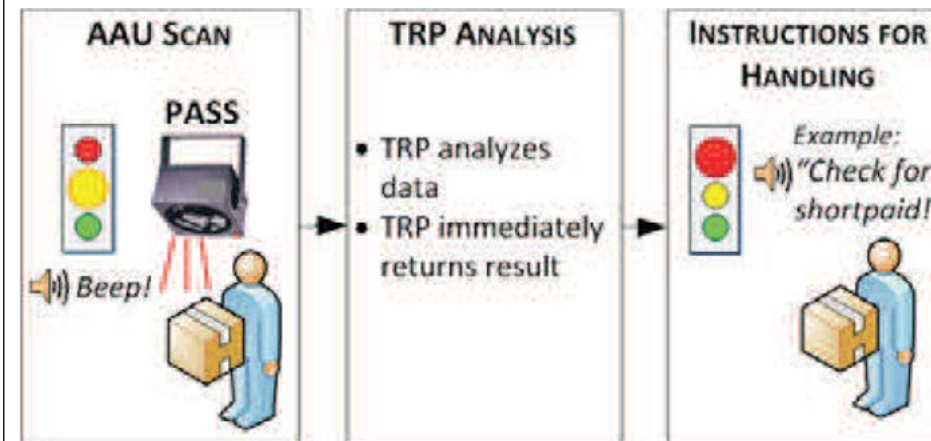 AAU SCAN
PASS
Beep!
TRP ANALYSIS
• TRP analyzes
data
• TRP immediately
returns result
INSTRUCTIONS FOR
HANDLING
Example:
"Check for
shortpaid!